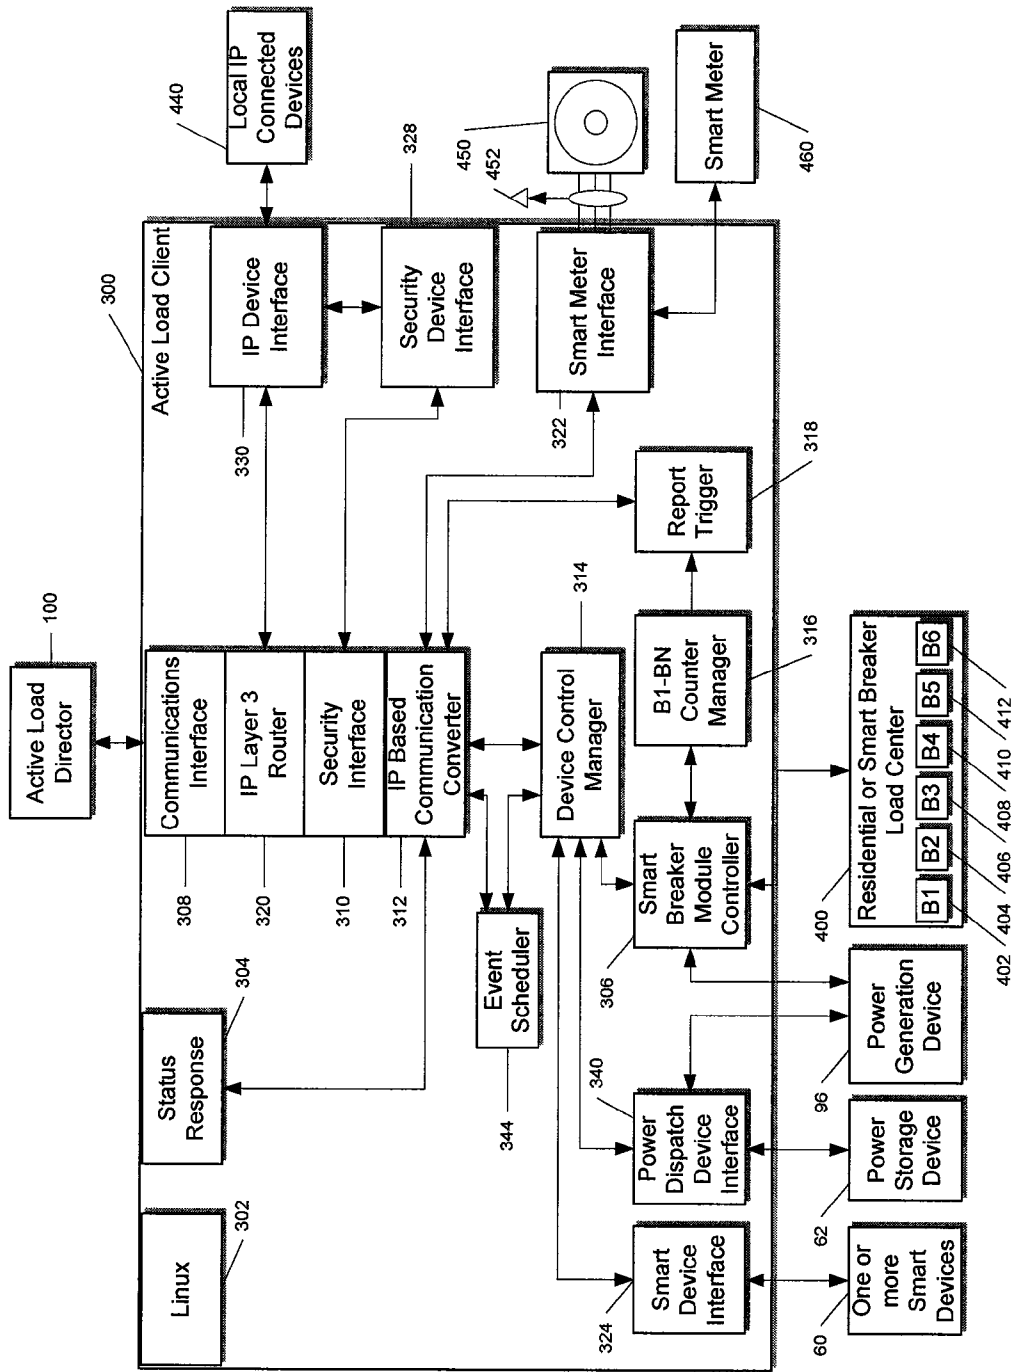 100
Active Load
Director
300
Active Load Client
Linux
302
Status
Response
304
Communications
Interface
308
IP Layer 3
Router
320
Security
Interface
310
IP Based
Communication
Converter
312
IP Device
Interface
330
Local IP
Connected
Devices
440
Security
Device
Interface
328
Smart Meter
Interface
322
450
452
Smart Meter
460
Event
Scheduler
344
Device Control
Manager
314
Smart
Device
Interface
324
Power
Dispatch
Device
Interface
340
Smart
Breaker
Module
Controller
306
B1-BN
Counter
Manager
316
Report
Trigger
318
One or
more
Smart
Devices
60
Power
Storage
Device
62
Power
Generation
Device
96
Residential or Smart Breaker
Load Center
400
B1 B2 B3 B4 B5 B6
402 404 406 408 410 412